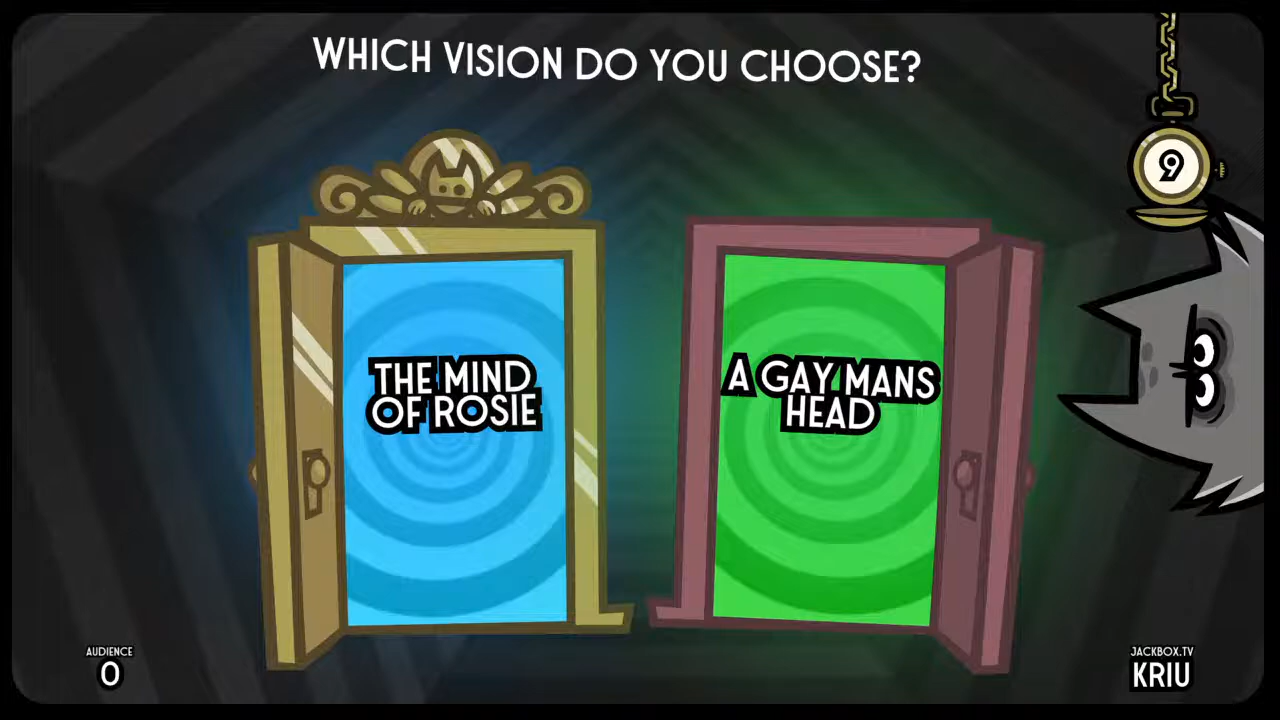 WHICH VISION DO YOU CHOOSE?
9
THE MIND
OF ROSIE
A GAY MANS
HEAD
AUDIENCE
0
JACKBOX.TV
KRIU